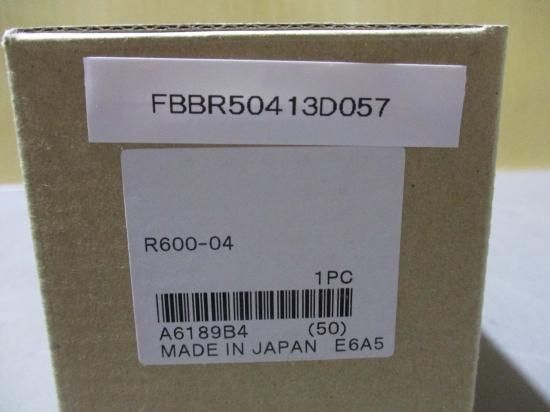 FBBR50413D057
R600-04
1PC
A6189B4 (50)
MADE IN JAPAN E6A5